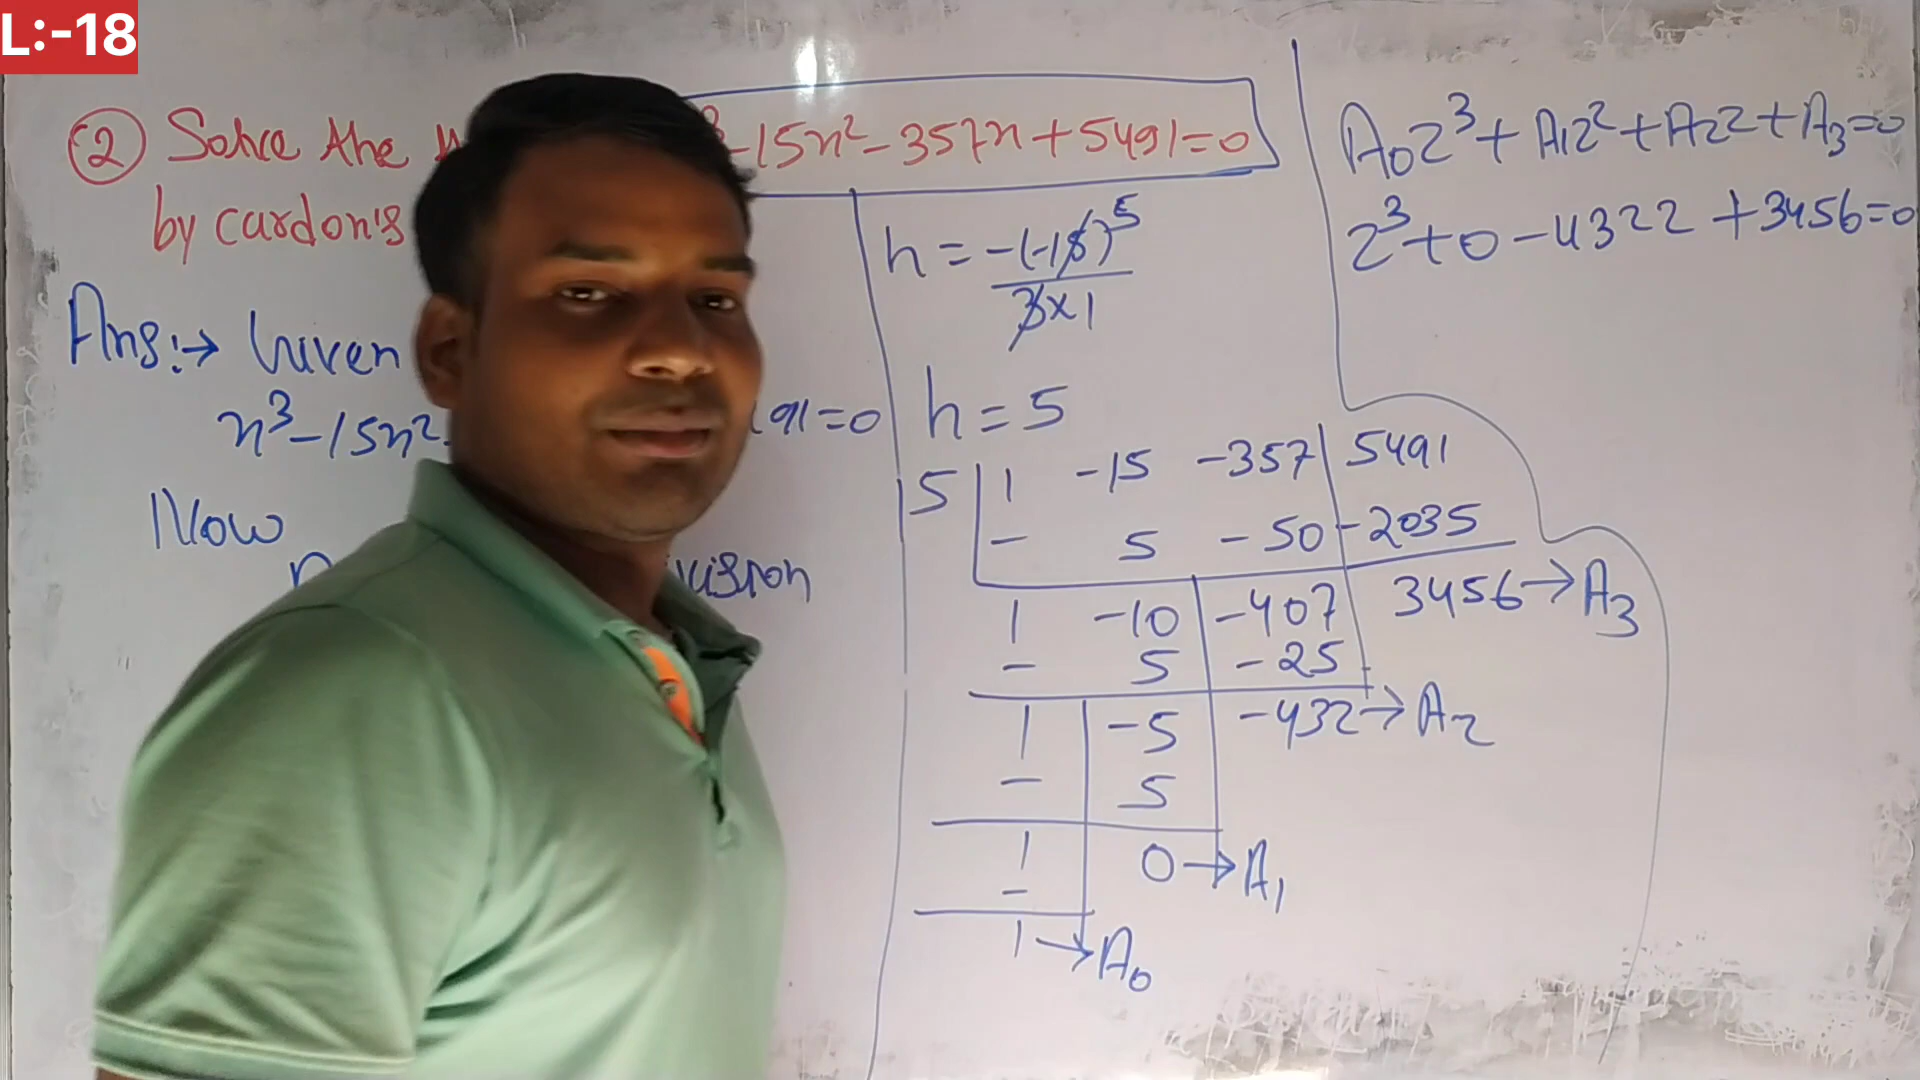 L:-18
② Solve the -15x² - 357x + 5491 = 0
by cardon's
Ans:→ Given
x³ - 15x² 91 = 0
Now
vision
h = -(-15) 5
3×1
h = 5
5 1 -15 -357 5491
- 5 -50 -2035
1 -10 -407 3456 → A₃
- 5 -25
1 -5 -432 → A₂
- 5
1 0 → A₁
-
1 → A₀
A₀z³ + A₁z² + A₂z + A₃ = 0
z³ + 0 - 432z + 3456 = 0